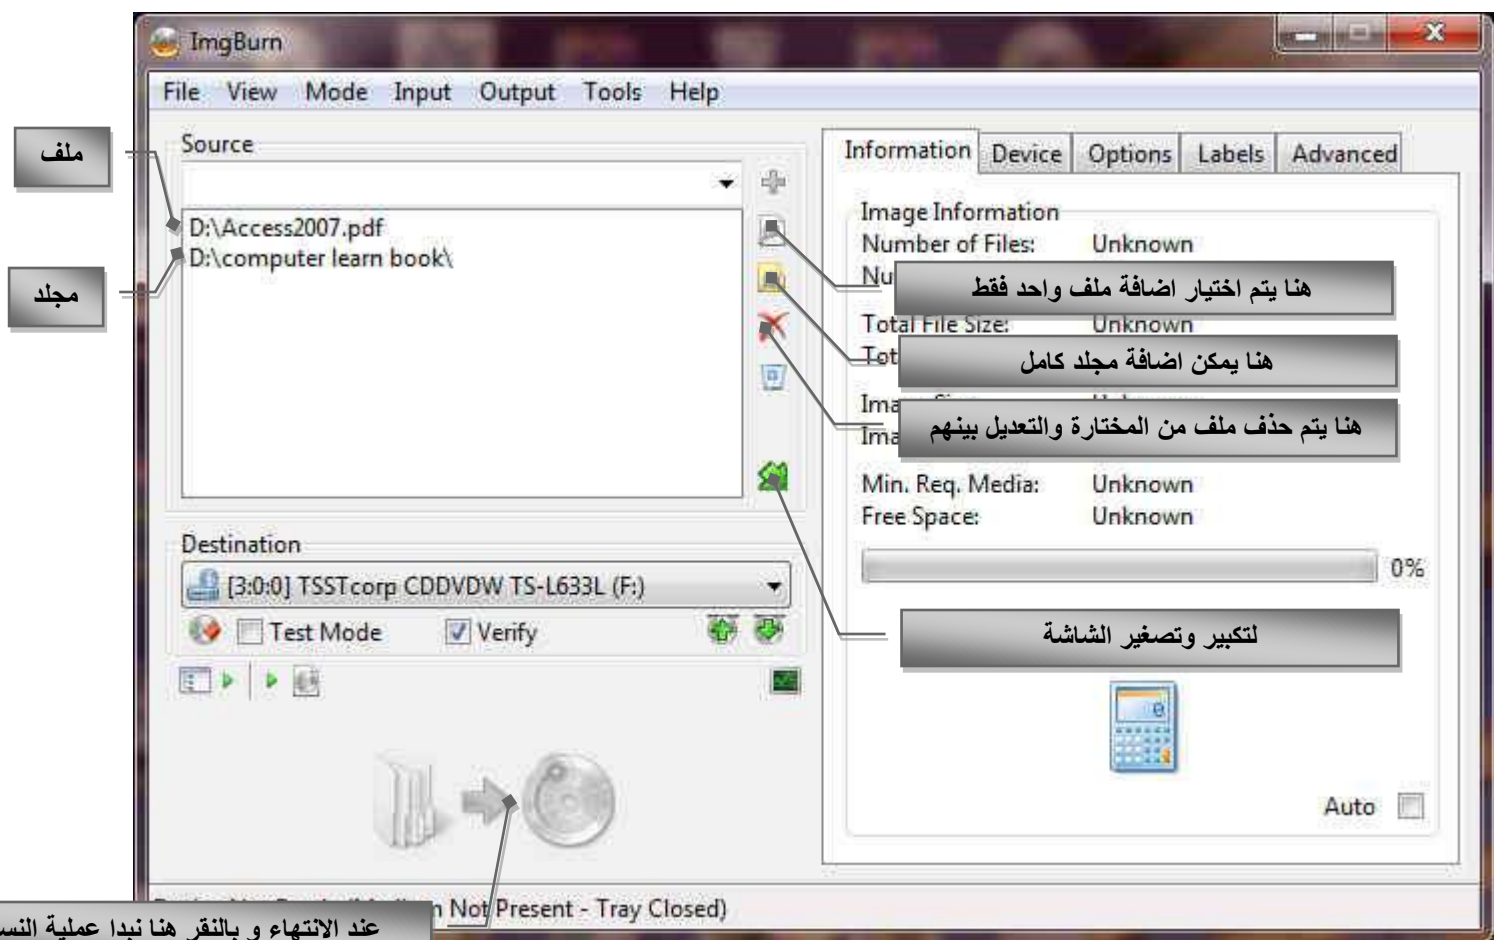 ImgBurn
File View Mode Input Output Tools Help
ملف
مجلد
Source
D:\Access2007.pdf
D:\computer learn book\
Destination
[3:0:0] TSSTcorp CDDVDW TS-L633L (F:)
Test Mode
Verify
Information Device Options Labels Advanced
Image Information
Number of Files: Unknown
هنا يتم اختيار اضافة ملف واحد فقط
Total File Size: Unknown
هنا يمكن اضافة مجلد كامل
هنا يتم حذف ملف من المختارة والتعديل بينهم
Min. Req. Media: Unknown
Free Space: Unknown
0%
لتكبير وتصغير الشاشة
0
Auto
Not Present - Tray Closed)
عند الانتهاء و بالنقر هنا نبدا عملية